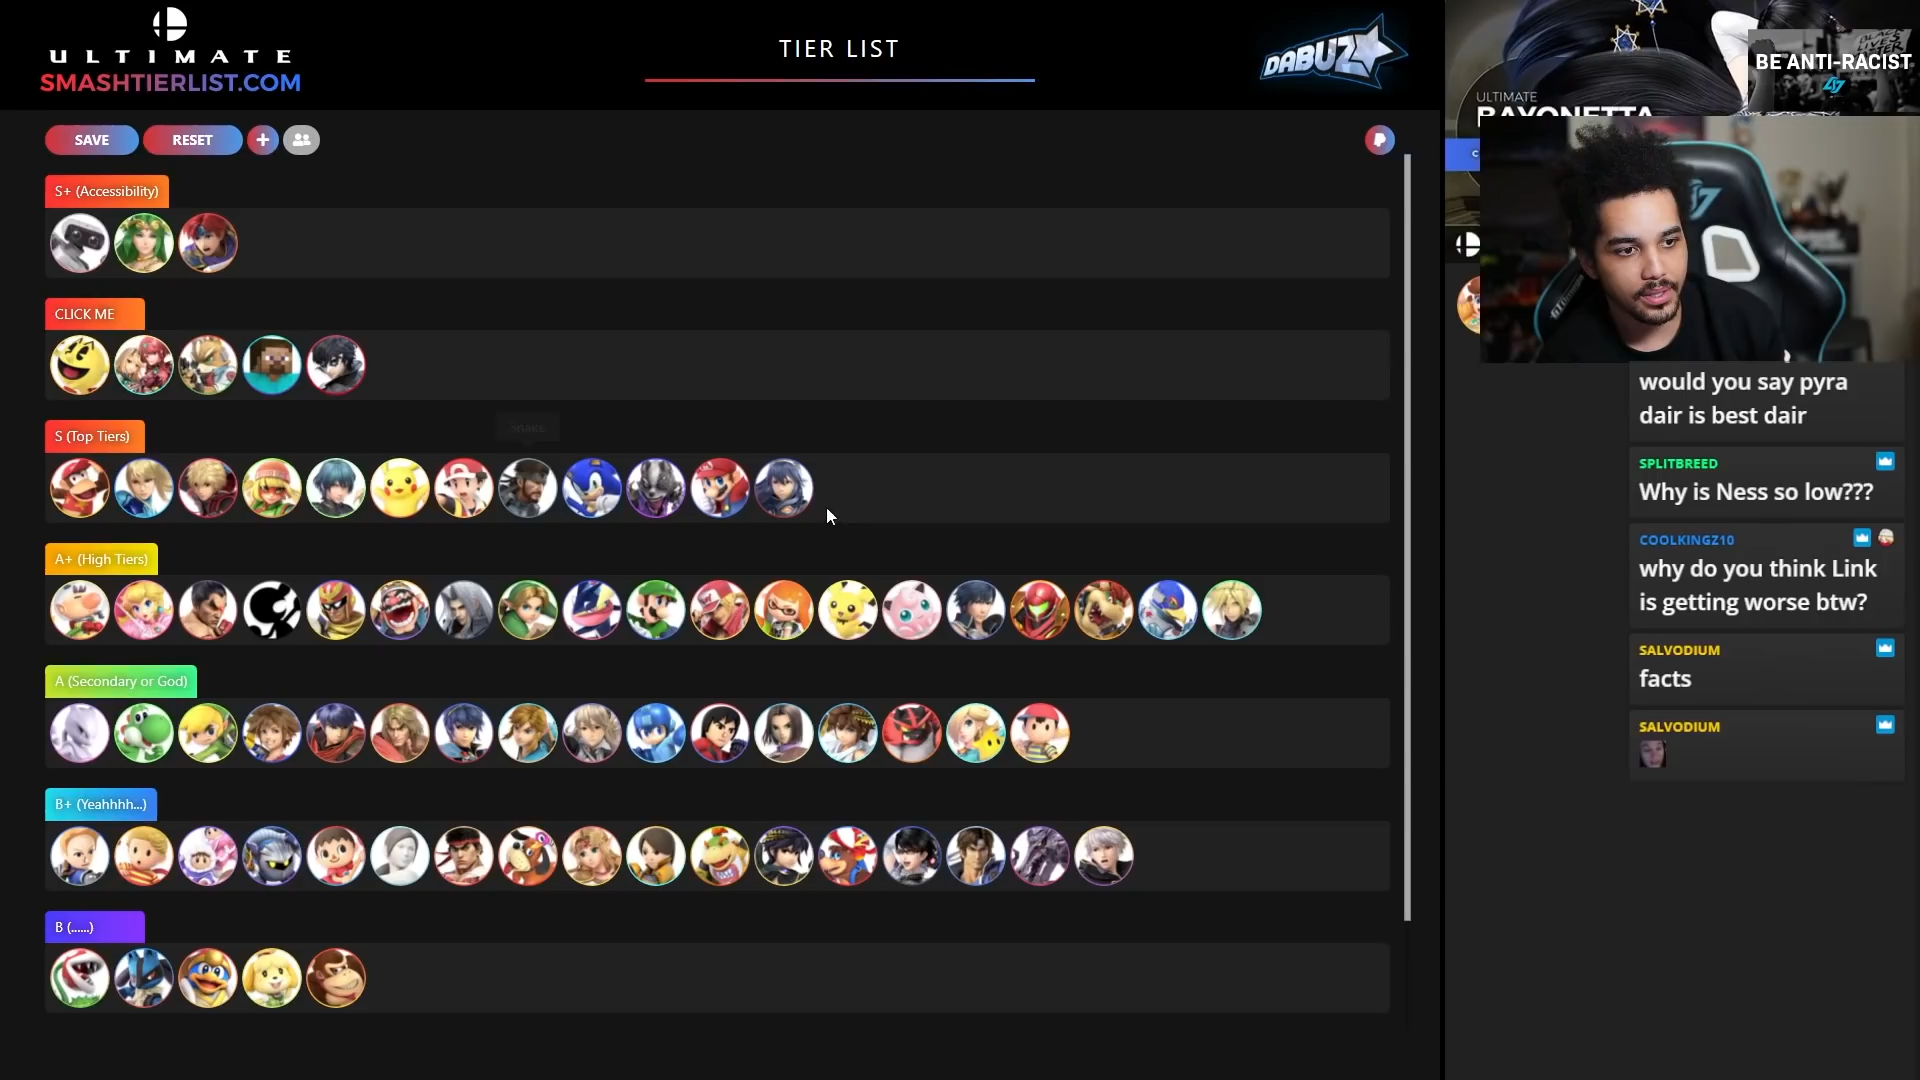 ULTIMATE
SMASHTIERLIST.COM
TIER LIST
DABUZ
SAVE
RESET
+
S+ (Accessibility)
CLICK ME
S (Top Tiers)
Snake
A+ (High Tiers)
A (Secondary or God)
B+ (Yeahhhh...)
B (......)
BE ANTI-RACIST
ULTIMATE
BAYONETTA
C
would you say pyra
dair is best dair
SPLITBREED
Why is Ness so low???
COOLKINGZ10
why do you think Link
is getting worse btw?
SALVODIUM
facts
SALVODIUM